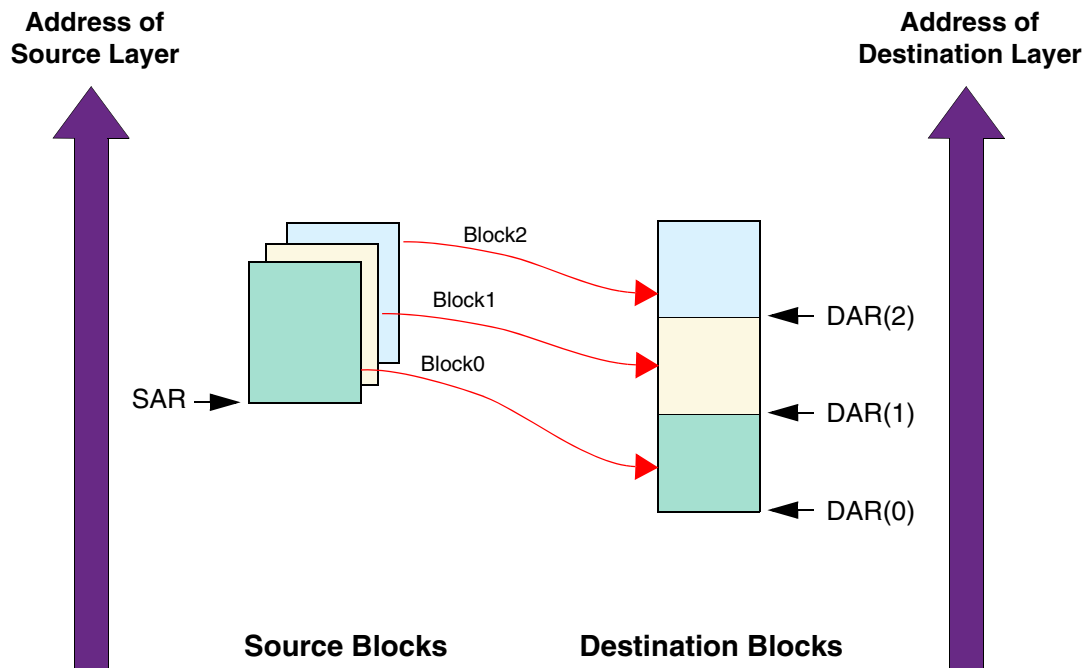 Address of
Source Layer
Address of
Destination Layer
Block2
Block1
Block0
SAR
DAR(2)
DAR(1)
DAR(0)
Source Blocks
Destination Blocks